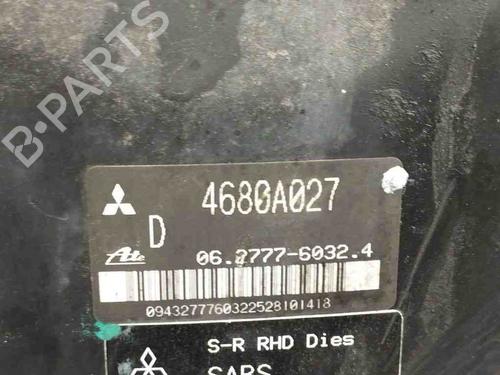 B-PARTS
4680A027
D
Ate
06.2777-6032.4
09432777603225281014 18
S-R RHD Dies
SABS